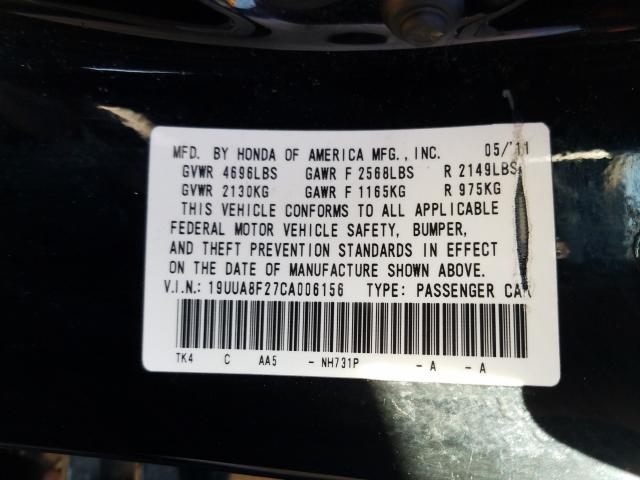 MFD. BY HONDA OF AMERICA MFG., INC. 05/'11
GVWR 4696LBS GAWR F 2568LBS R 2149LBS
GVWR 2130KG GAWR F 1165KG R 975KG
THIS VEHICLE CONFORMS TO ALL APPLICABLE
FEDERAL MOTOR VEHICLE SAFETY, BUMPER,
AND THEFT PREVENTION STANDARDS IN EFFECT
ON THE DATE OF MANUFACTURE SHOWN ABOVE.
V.I.N.: 19UUA8F27CA006156 TYPE: PASSENGER CAR
TK4 C AA5 - NH731P - A - A